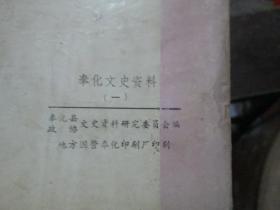 奉化文史资料
（一）
奉化县
政协 文史资料研究委员会编
地方国营奉化印刷厂印刷